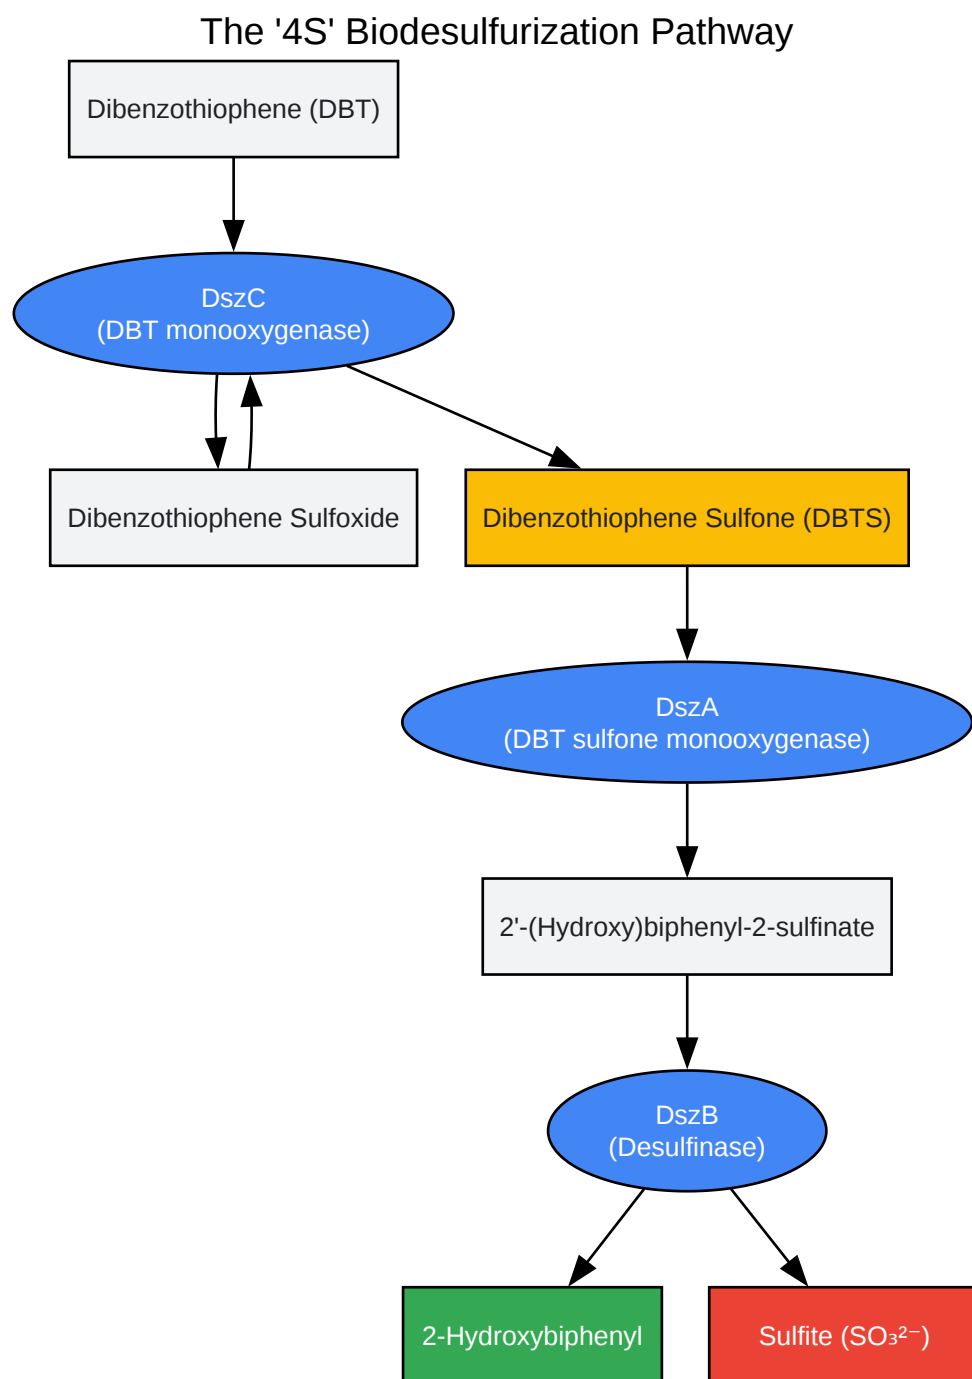 The '4S' Biodesulfurization Pathway
Dibenzothiophene (DBT)
DszC
(DBT monooxygenase)
Dibenzothiophene Sulfoxide
Dibenzothiophene Sulfone (DBTS)
DszA
(DBT sulfone monooxygenase)
2'-(Hydroxy)biphenyl-2-sulfinate
DszB
(Desulfinase)
2-Hydroxybiphenyl
Sulfite (SO₃²⁻)